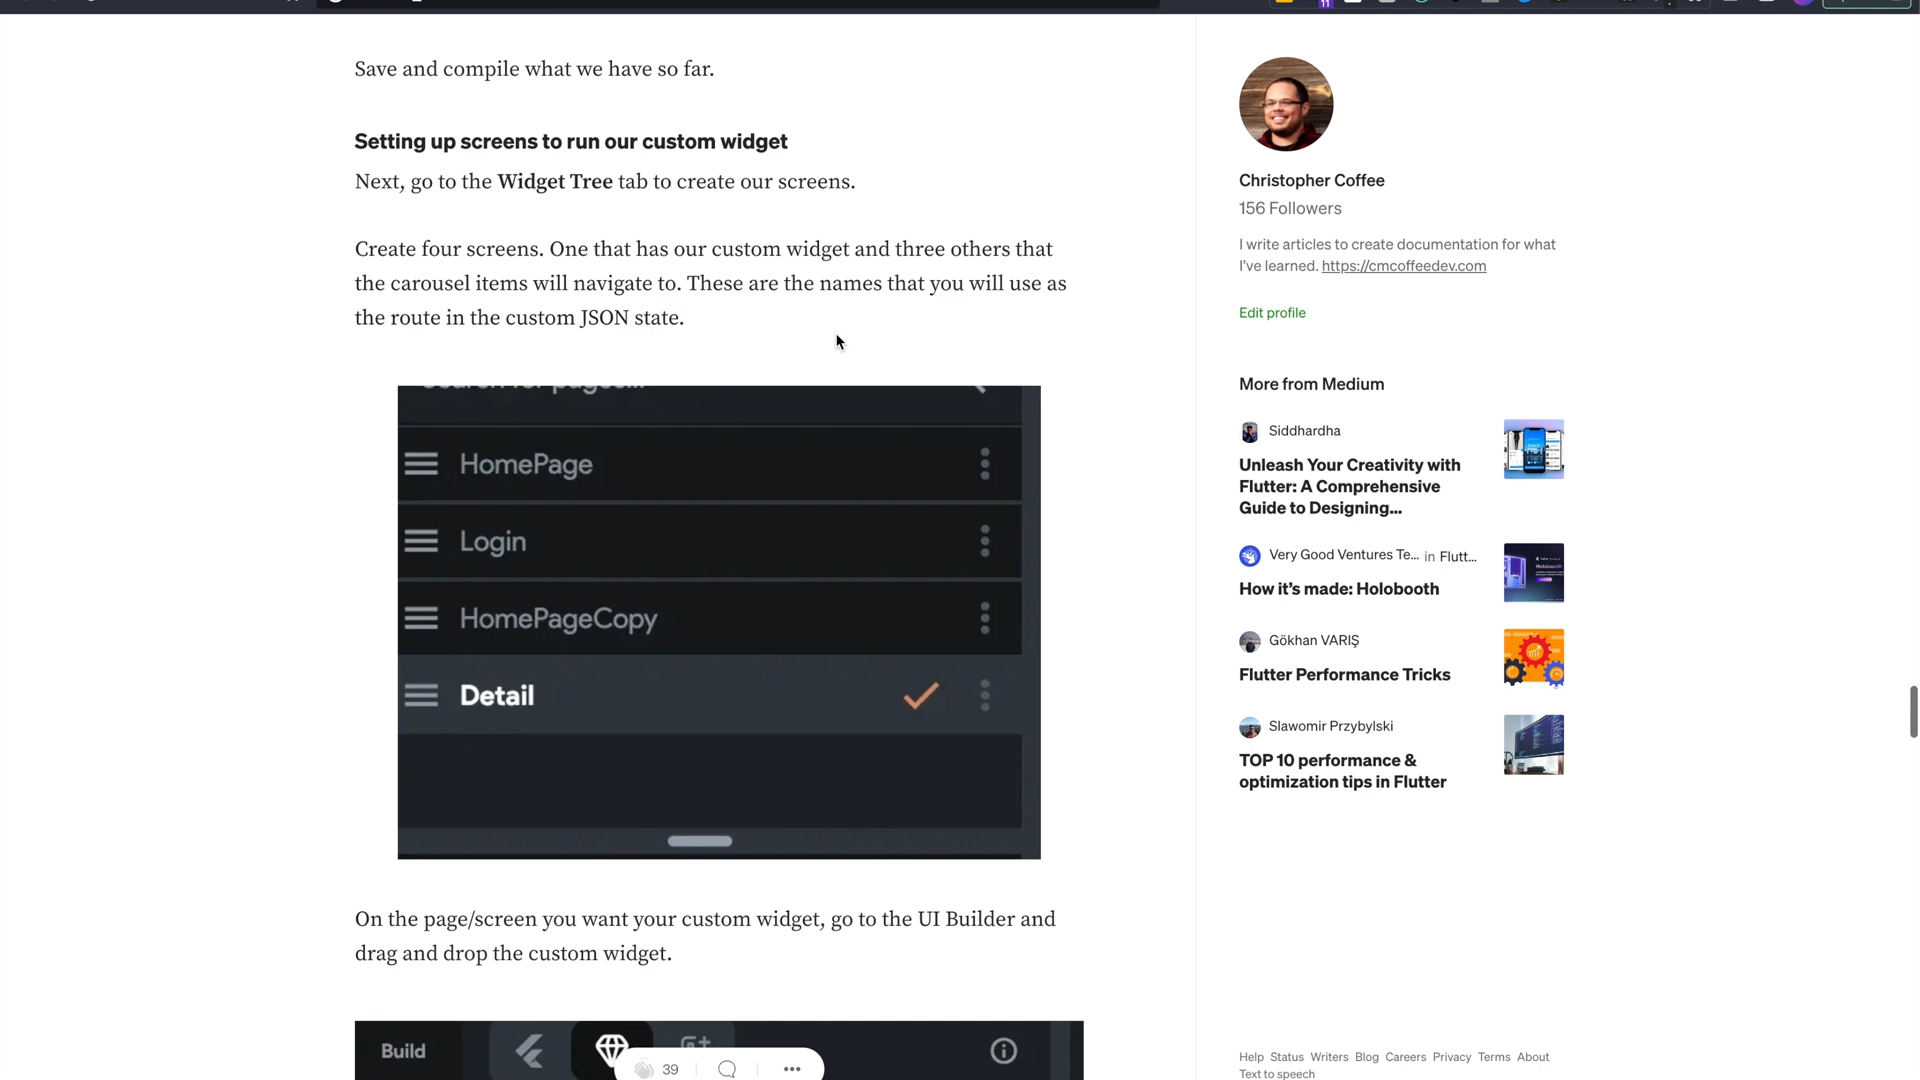 11
Save and compile what we have so far.
Setting up screens to run our custom widget
Next, go to the Widget Tree tab to create our screens.
Create four screens. One that has our custom widget and three others that
the carousel items will navigate to. These are the names that you will use as
the route in the custom JSON state.
HomePage
Login
HomePageCopy
Detail
On the page/screen you want your custom widget, go to the UI Builder and
drag and drop the custom widget.
Build
39
Christopher Coffee
156 Followers
I write articles to create documentation for what
I've learned. https://cmcoffeedev.com
Edit profile
More from Medium
Siddhardha
Unleash Your Creativity with
Flutter: A Comprehensive
Guide to Designing...
Very Good Ventures Te... in Flutt...
How it's made: Holobooth
Gökhan VARIŞ
Flutter Performance Tricks
Slawomir Przybylski
TOP 10 performance &
optimization tips in Flutter
Help Status Writers Blog Careers Privacy Terms About
Text to speech